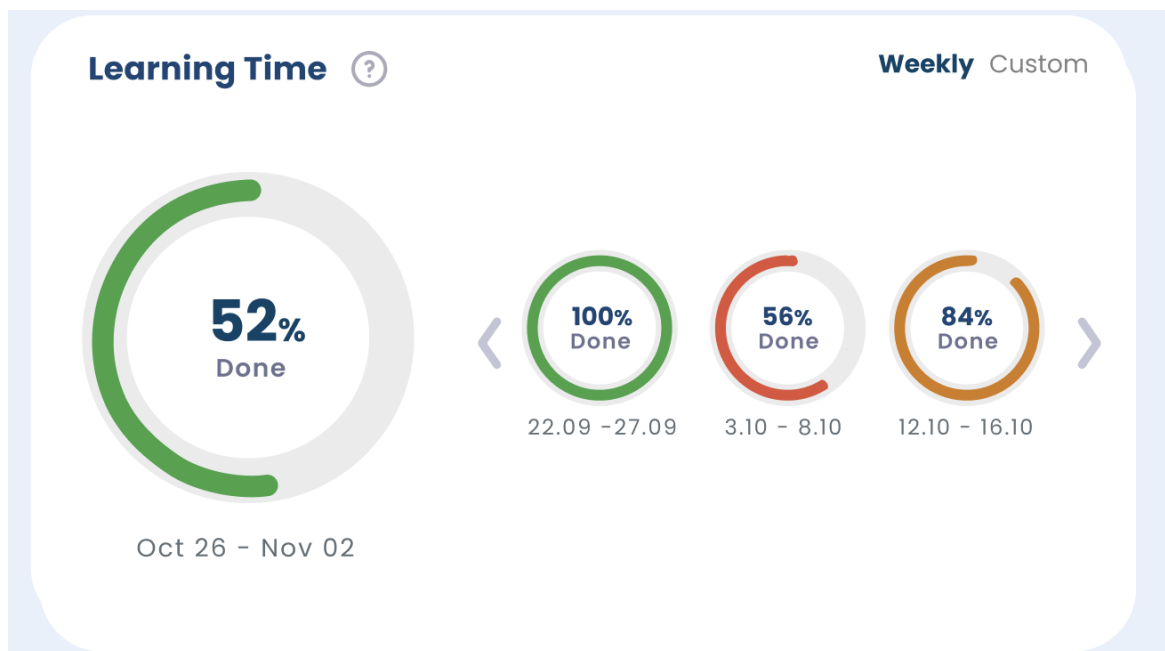 Learning Time ?
Weekly Custom
52%
Done
Oct 26 - Nov 02
100%
Done
22.09 -27.09
56%
Done
3.10 - 8.10
84%
Done
12.10 - 16.10